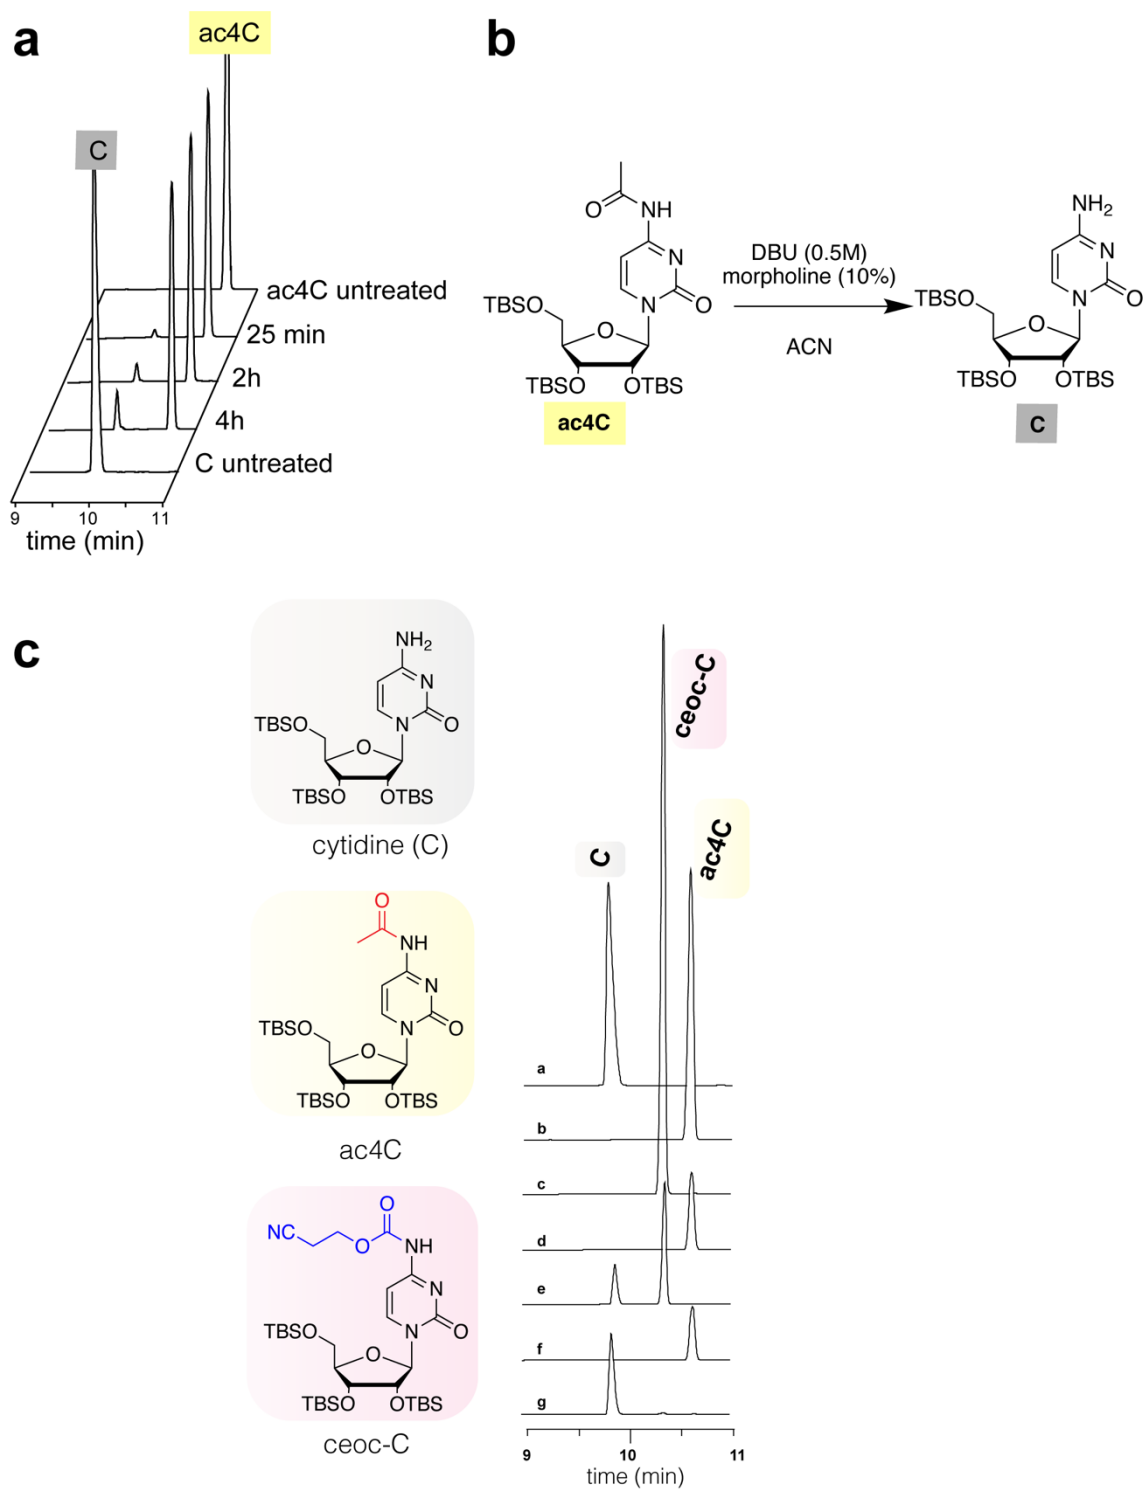 a
ac4C
C
ac4C untreated
25 min
2h
4h
C untreated
9 10 11
time (min)
b
O
NH
N
N
O
TBSO
O
TBSO OTBS
ac4C
DBU (0.5M)
morpholine (10%)
ACN
NH2
N
N
O
TBSO
O
TBSO OTBS
C
c
NH2
N
N
O
TBSO
O
TBSO OTBS
cytidine (C)
O
NH
N
N
O
TBSO
O
TBSO OTBS
ac4C
O
NC
O
NH
N
N
O
TBSO
O
TBSO OTBS
ceoc-C
ceoc-C
C
ac4C
a
b
c
d
e
f
g
9 10 11
time (min)